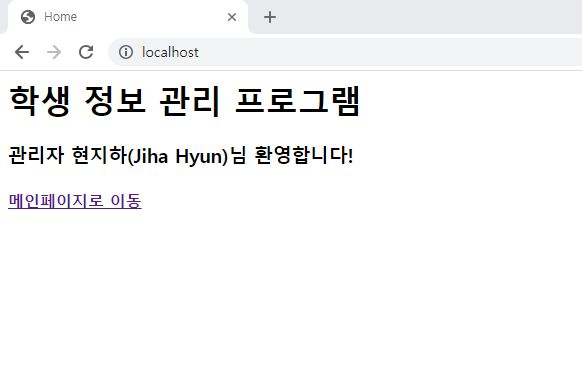 Home
localhost
학생 정보 관리 프로그램
관리자 현지하(Jiha Hyun)님 환영합니다!
메인페이지로 이동